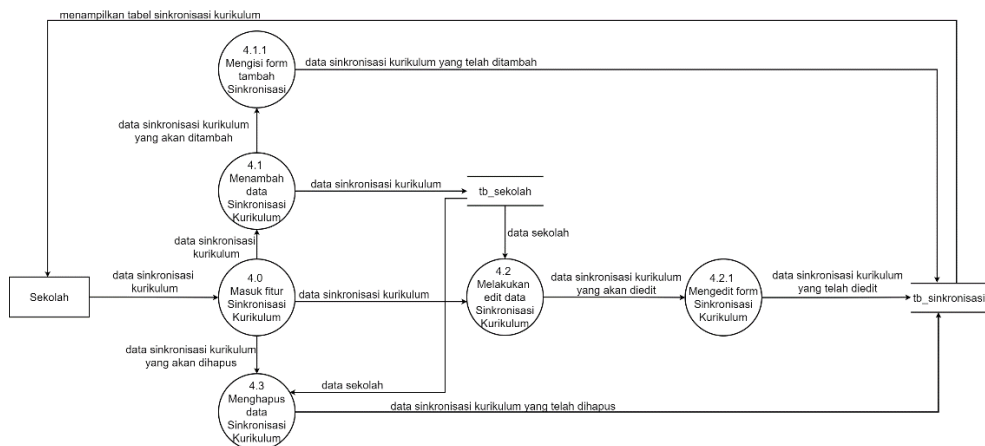 menampilkan tabel sinkronisasi kurikulum
4.1.1
Mengisi form
tambah
Sinkronisasi
data sinkronisasi kurikulum yang telah ditambah
data sinkronisasi kurikulum
yang akan ditambah
4.1
Menambah
data
Sinkronisasi
Kurikulum
data sinkronisasi kurikulum
tb_sekolah
data sinkronisasi
kurikulum
data sekolah
Sekolah
data sinkronisasi
kurikulum
4.0
Masuk fitur
Sinkronisasi
Kurikulum
data sinkronisasi kurikulum
4.2
Melakukan
edit data
Sinkronisasi
Kurikulum
data sinkronisasi kurikulum
yang akan diedit
4.2.1
Mengedit form
Sinkronisasi
Kurikulum
data sinkronisasi kurikulum
yang telah diedit
tb_sinkronisasi
data sinkronisasi kurikulum
yang akan dihapus
4.3
Menghapus
data
Sinkronisasi
Kurikulum
data sekolah
data sinkronisasi kurikulum yang telah dihapus